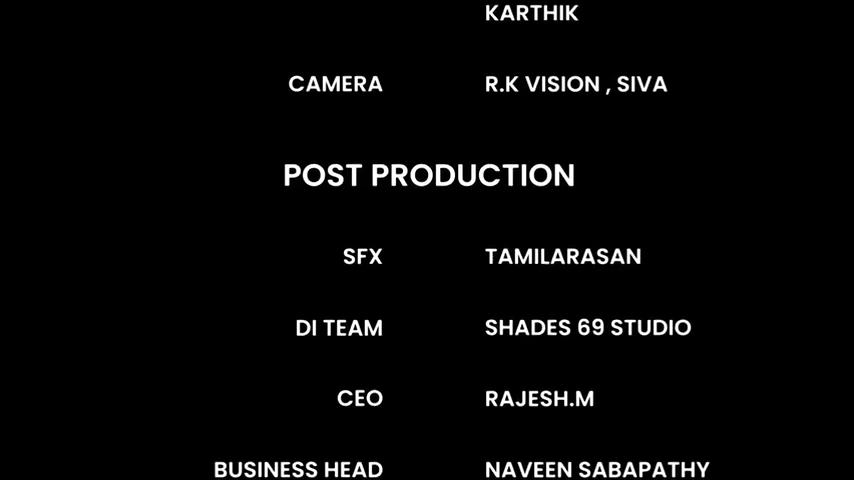 KARTHIK
CAMERA R.K VISION , SIVA
POST PRODUCTION
SFX TAMILARASAN
DI TEAM SHADES 69 STUDIO
CEO RAJESH.M
BUSINESS HEAD NAVEEN SABAPATHY